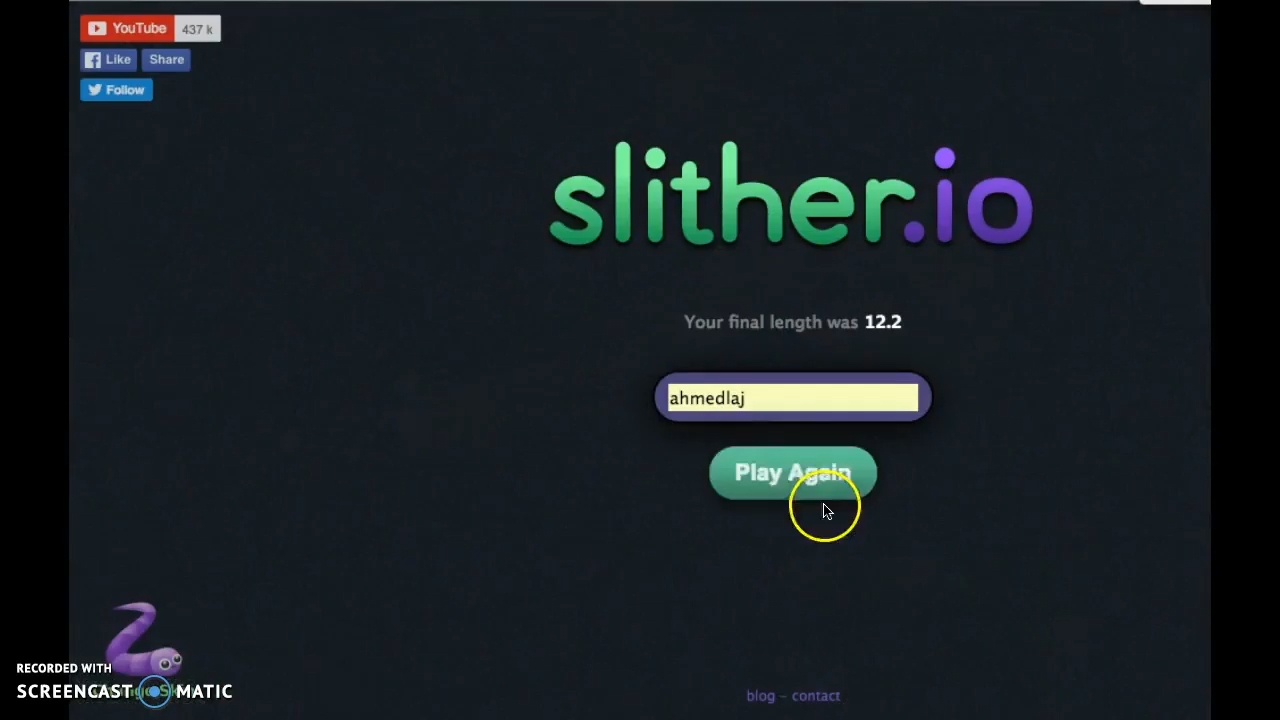 YouTube 437 k
Like Share
Follow
slither.io
Your final length was 12.2
ahmedlaj
Play Again
RECORDED WITH
SCREENCAST MATIC
blog - contact